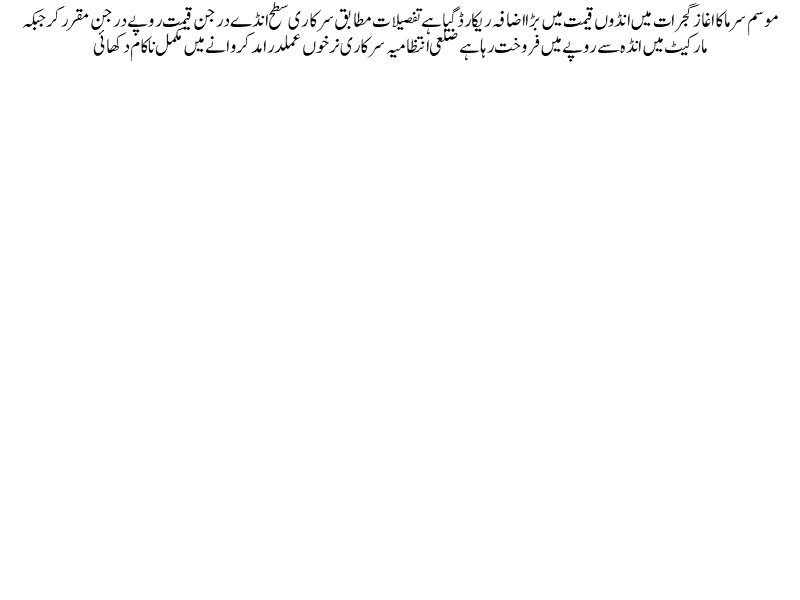 موسم سرما کا اغاز گجرات میں انڈوں قیمت میں بڑا اضافہ ریکارڈ گیا ہے تفصیلات مطابق سرکاری سطح انڈے درجن قیمت روپے درجن مقرر کر جبکہ
مارکیٹ میں انڈہ سے روپے میں فروخت رہا ہے ضلعی انتظامیہ سرکاری نرخوں عملدرامد کروانے میں مکمل ناکام دکھائی